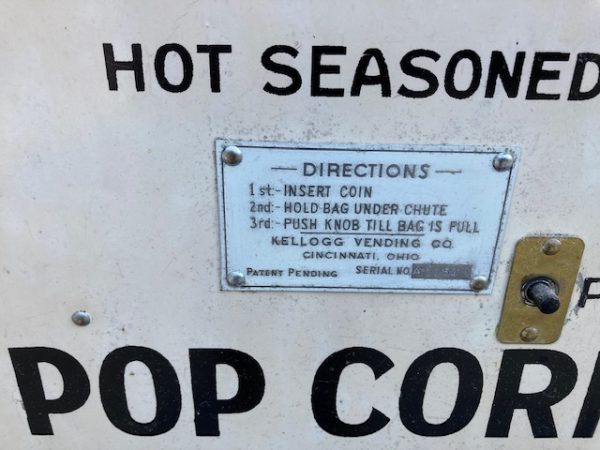 HOT SEASONED
DIRECTIONS
1st:-INSERT COIN
2nd:-HOLD BAG UNDER CHUTE
3rd:-PUSH KNOB TILL BAG IS FULL
KELLOGG VENDING CO.
CINCINNATI, OHIO
PATENT PENDING SERIAL NO.
POP COR